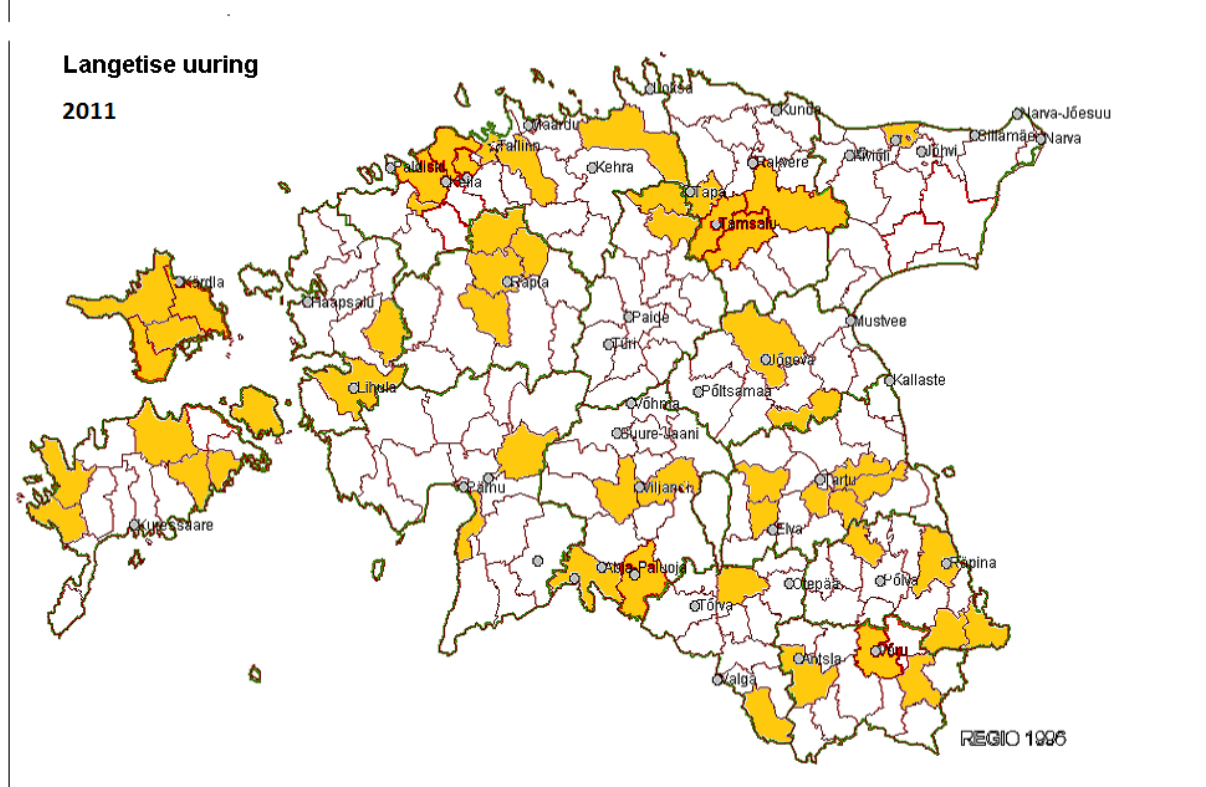 Langetise uuring
2011
Loksa
Kunda
Narva-Jõesuu
Maardu
Sillamäe
Narva
Tallinn
Jõhvi
Kiviõli
Paldiski
Rakvere
Kehra
Keila
Tapa
Tamsalu
Kärdla
Rapla
Haapsalu
Paide
Mustvee
Türi
Jõgeva
Kallaste
Lihula
Põltsamaa
Võhma
Suure-Jaani
Tartu
Pärnu
Viljandi
Kuressaare
Elva
Räpina
Abja-Paluoja
Otepää
Põlva
Tõrva
Võru
Antsla
Valga
REGIO 1996